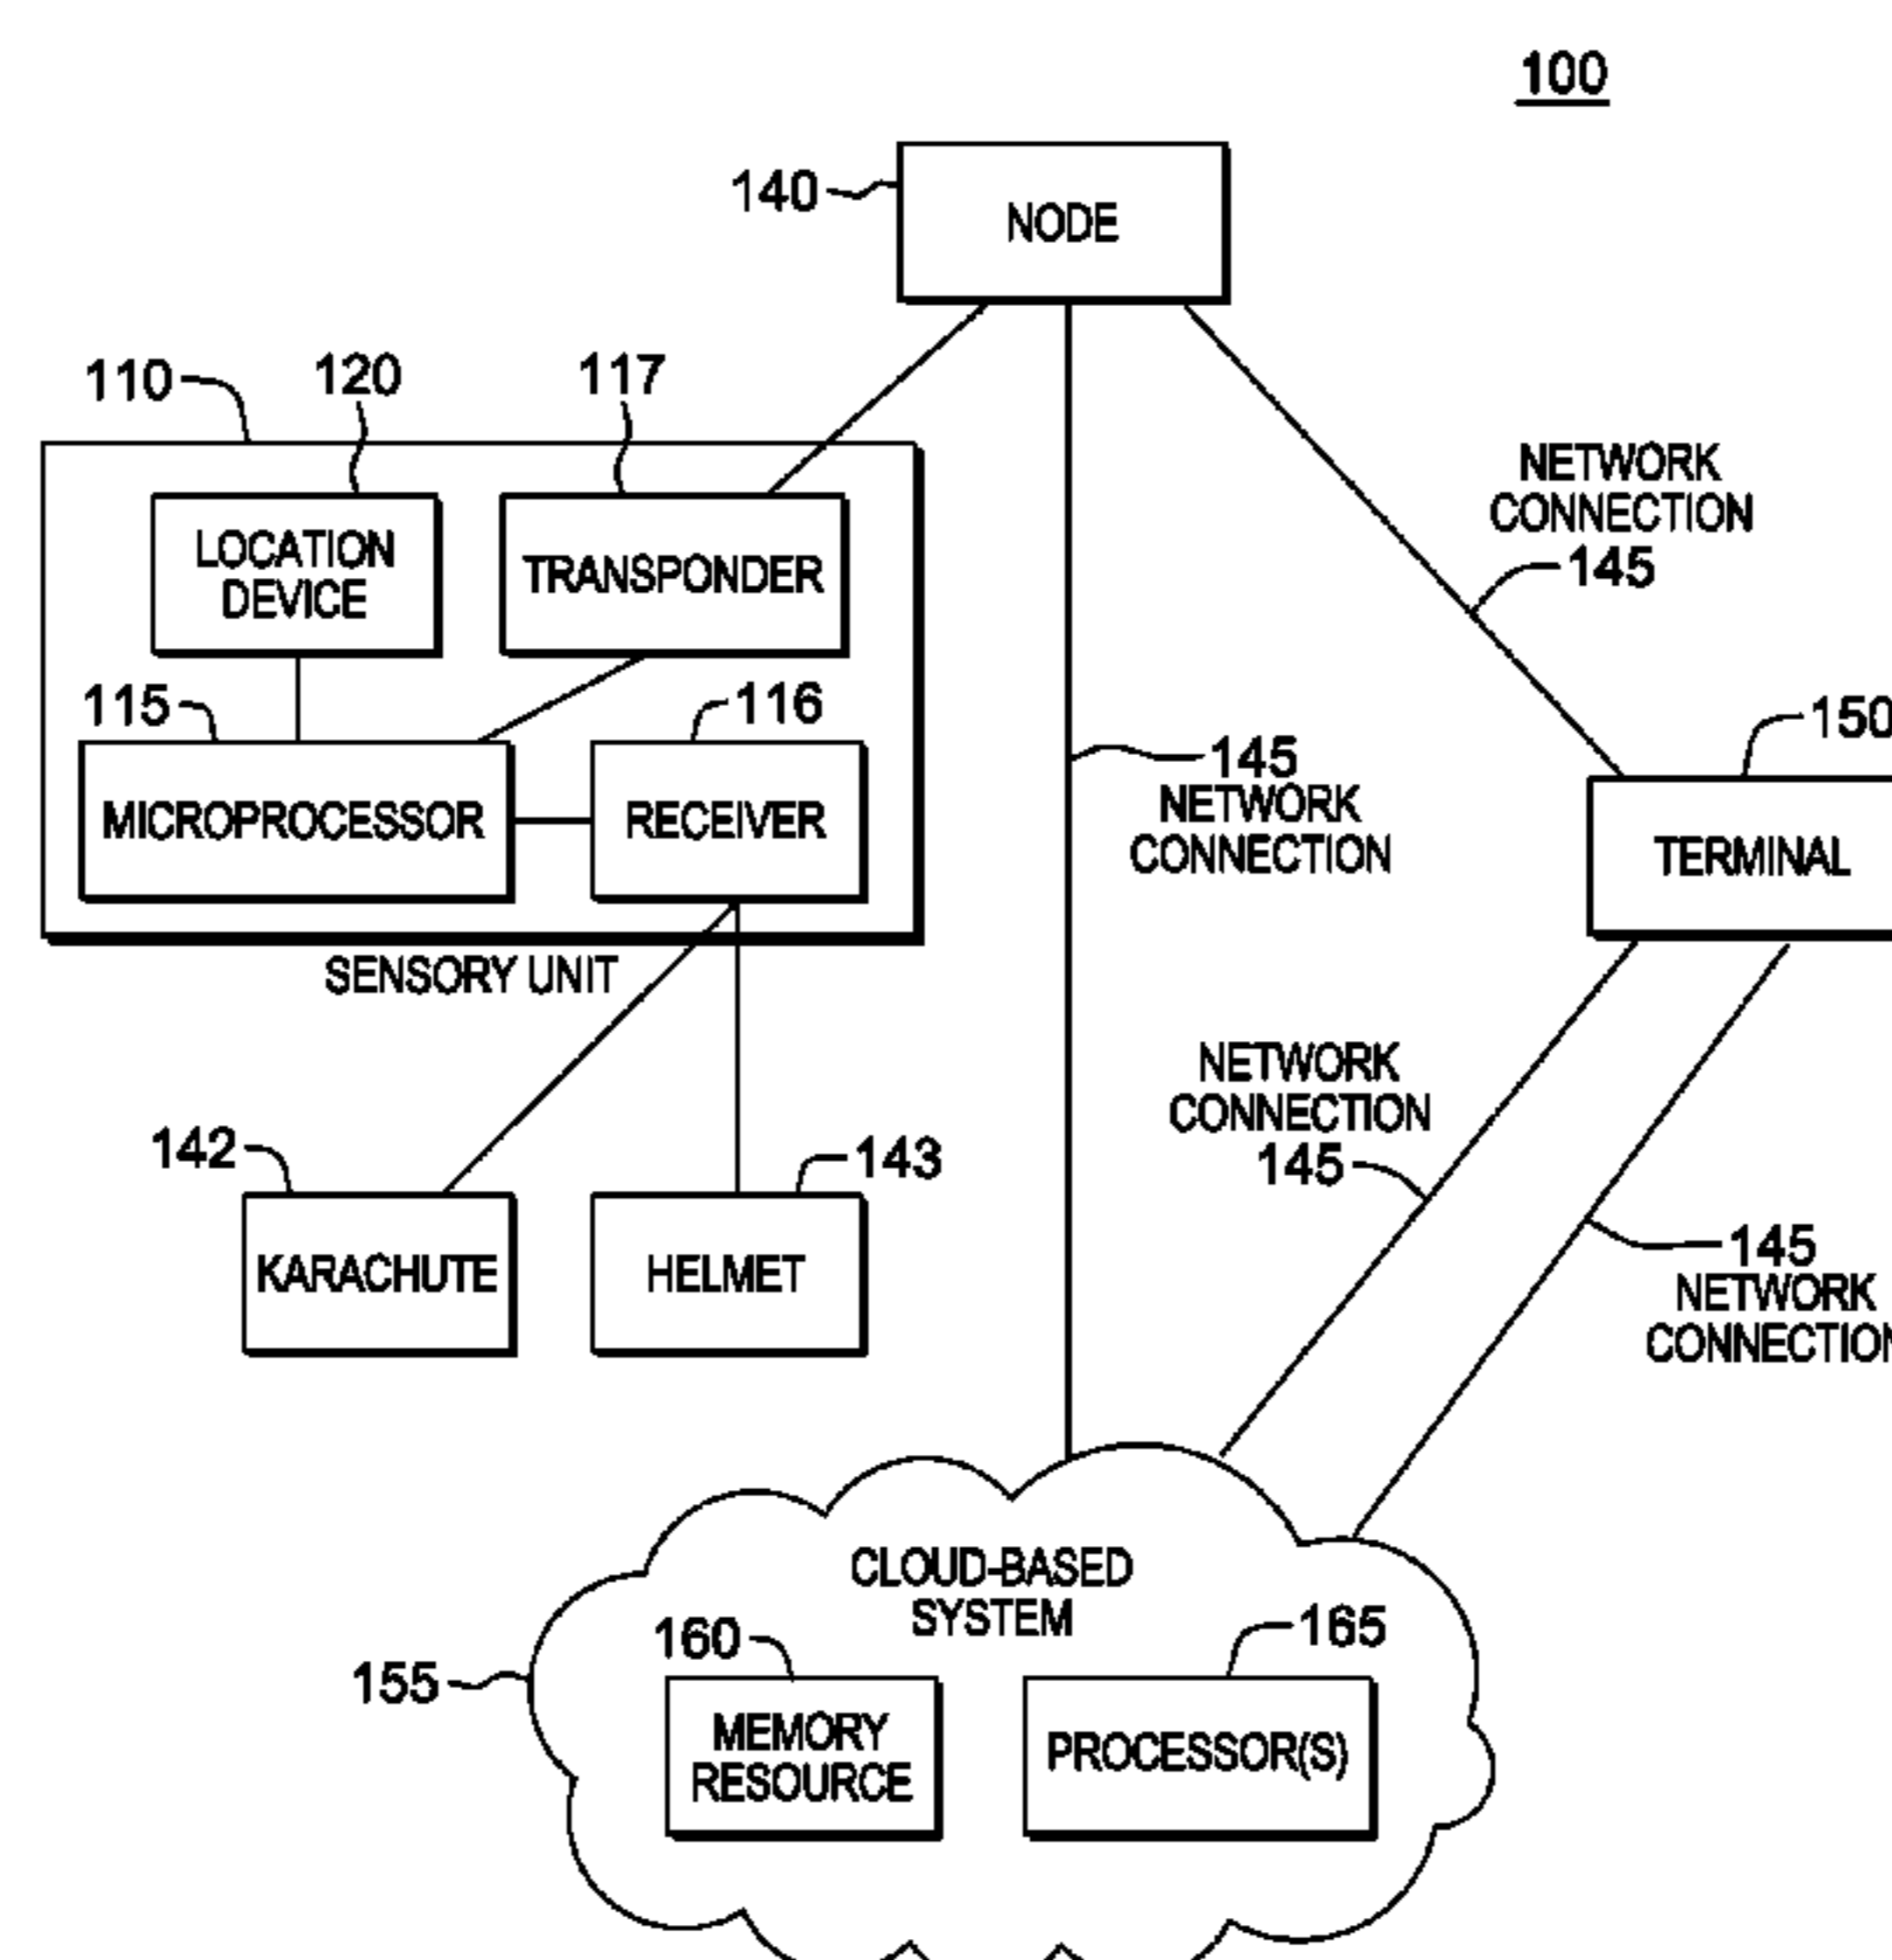 100
140
NODE
110
120
117
LOCATION
DEVICE
TRANSPONDER
NETWORK
CONNECTION
145
115
116
MICROPROCESSOR
RECEIVER
145
NETWORK
CONNECTION
150
TERMINAL
SENSORY UNIT
NETWORK
CONNECTION
145
142
143
KARACHUTE
HELMET
145
NETWORK
CONNECTION
CLOUD-BASED
SYSTEM
155
160
165
MEMORY
RESOURCE
PROCESSOR(S)